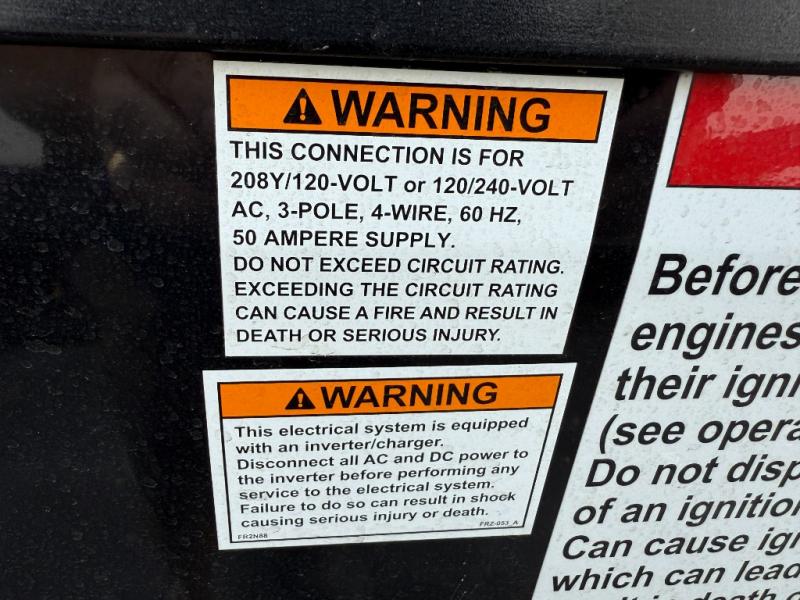 WARNING
THIS CONNECTION IS FOR
208Y/120-VOLT or 120/240-VOLT
AC, 3-POLE, 4-WIRE, 60 HZ,
50 AMPERE SUPPLY.
DO NOT EXCEED CIRCUIT RATING.
EXCEEDING THE CIRCUIT RATING
CAN CAUSE A FIRE AND RESULT IN
DEATH OR SERIOUS INJURY.
WARNING
This electrical system is equipped
with an inverter/charger.
Disconnect all AC and DC power to
the inverter before performing any
service to the electrical system.
Failure to do so can result in shock
causing serious injury or death.
FR2N88 FRZ-053_A
Before
engines
their
(see
Do not
of an
Can cause
which can lead